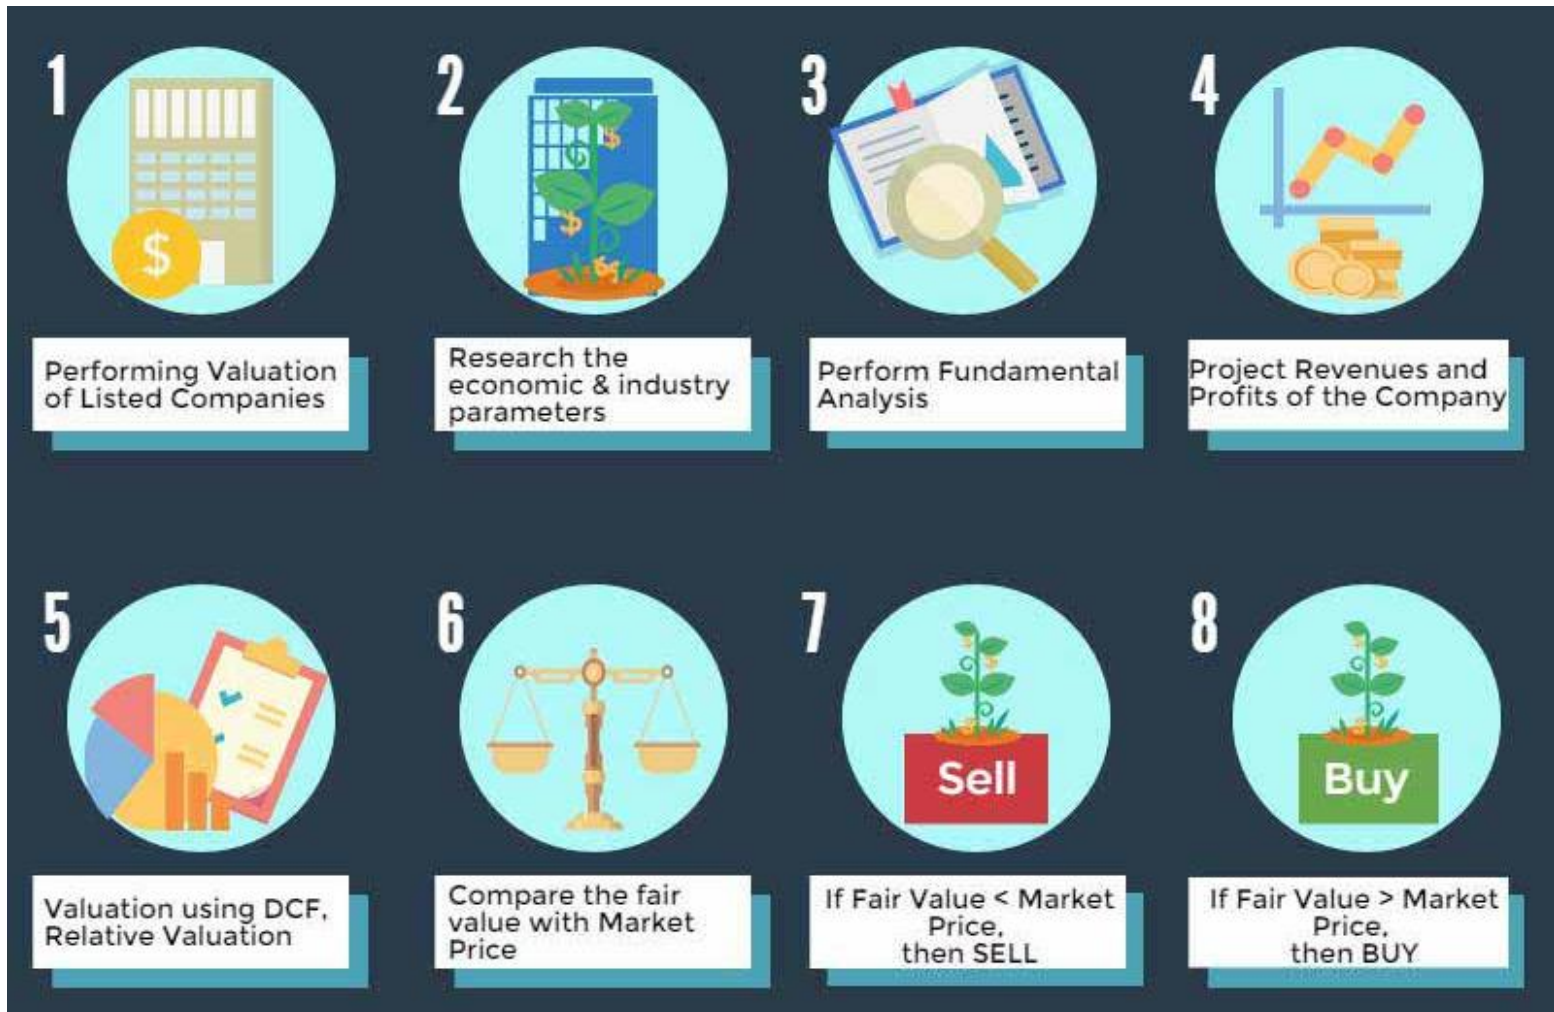 1
$
Performing Valuation
of Listed Companies
2
$
$
$
Research the
economic & industry
parameters
3
Perform Fundamental
Analysis
4
Project Revenues and
Profits of the Company
5
Valuation using DCF,
Relative Valuation
6
Compare the fair
value with Market
Price
7
Sell
If Fair Value < Market
Price,
then SELL
8
Buy
If Fair Value > Market
Price,
then BUY